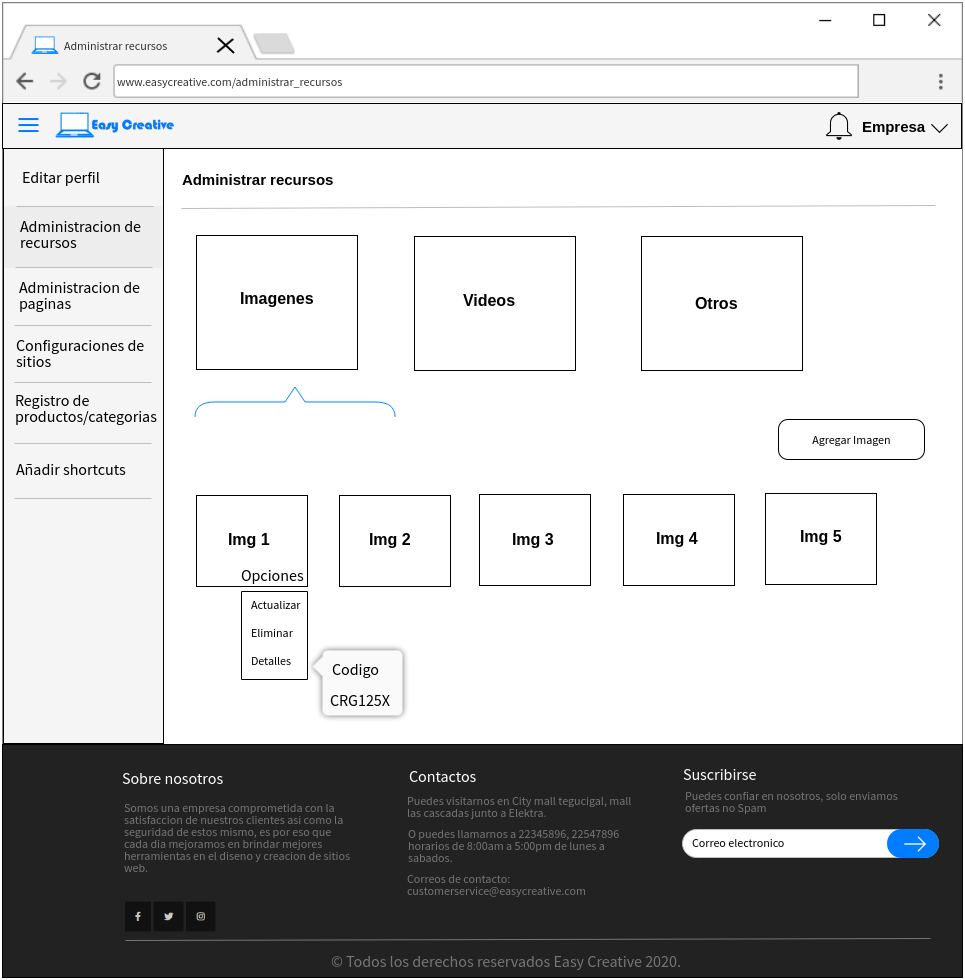 Administrar recursos
www.easycreative.com/administrar_recursos
Easy Creative
Empresa
Editar perfil
Administracion de
recursos
Administracion de
paginas
Configuraciones de
sitios
Registro de
productos/categorias
Añadir shortcuts
Administrar recursos
Imagenes
Videos
Otros
Agregar Imagen
Img 1
Img 2
Img 3
Img 4
Img 5
Opciones
Actualizar
Eliminar
Detalles
Codigo
CRG125X
Sobre nosotros
Somos una empresa comprometida con la
satisfaccion de nuestros clientes asi como la
seguridad de estos mismo, es por eso que
cada dia mejoramos en brindar mejores
herramientas en el diseno y creacion de sitios
web.
Contactos
Puedes visitarnos en City mall tegucigal, mall
las cascadas junto a Elektra.
O puedes llamarnos a 22345896, 22547896
horarios de 8:00am a 5:00pm de lunes a
sabados.
Correos de contacto:
customerservice@easycreative.com
Suscribirse
Puedes confiar en nosotros, solo enviamos
ofertas no Spam
Correo electronico
© Todos los derechos reservados Easy Creative 2020.